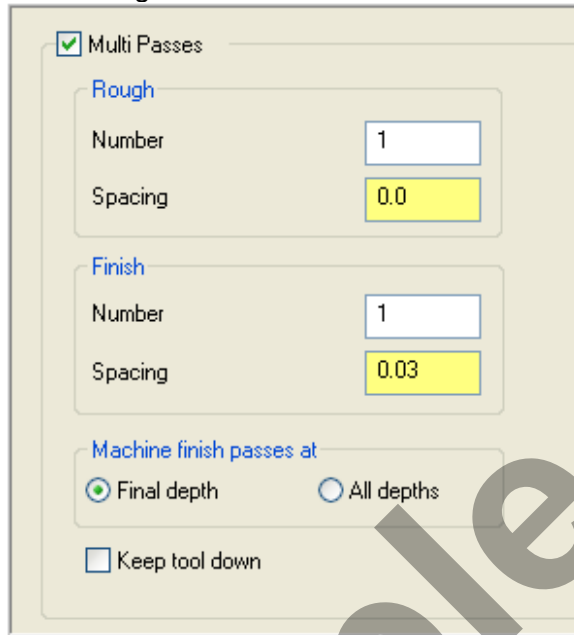 Multi Passes
Rough
Number 1
Spacing 0.0
Finish
Number 1
Spacing 0.03
Machine finish passes at
Final depth All depths
Keep tool down